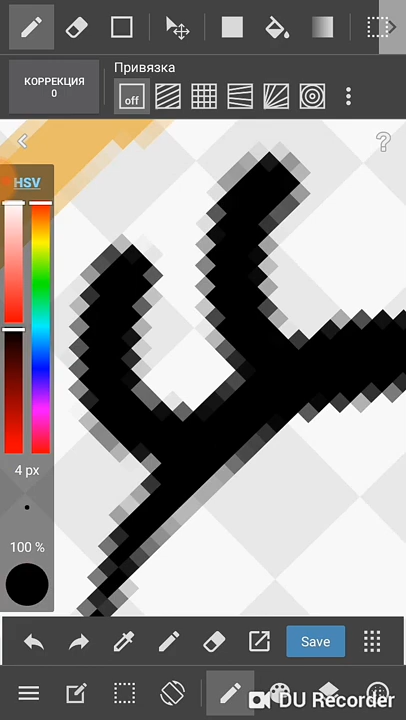 КОРРЕКЦИЯ
0
Привязка
off
?
HSV
4 px
100 %
Save
DU Recorder